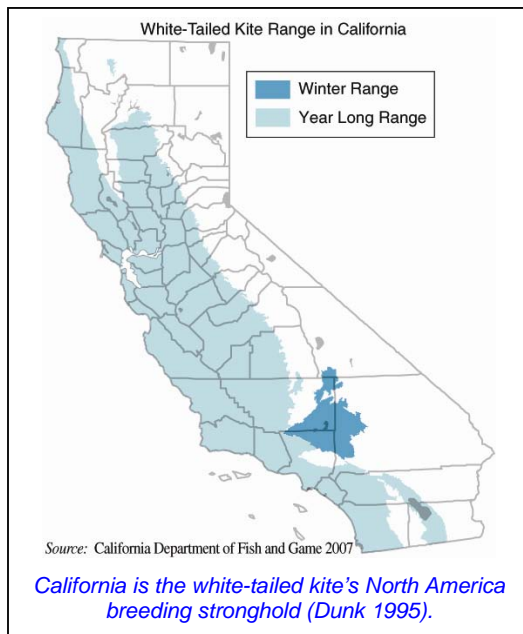 White-Tailed Kite Range in California
Winter Range
Year Long Range
Source: California Department of Fish and Game 2007
California is the white-tailed kite's North America
breeding stronghold (Dunk 1995).